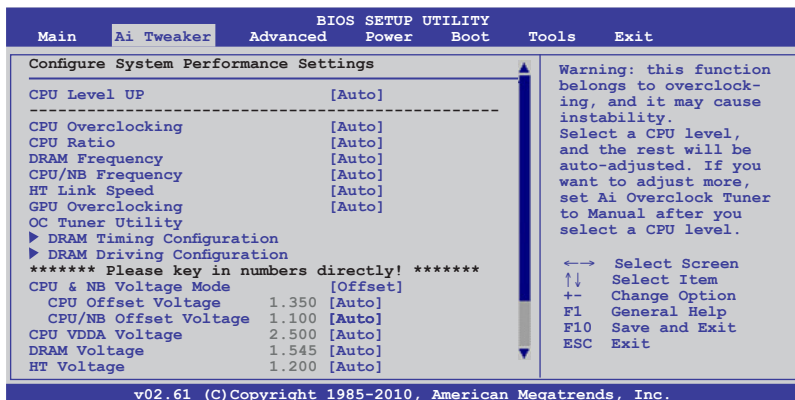 BIOS SETUP UTILITY
Main Ai Tweaker Advanced Power Boot Tools Exit
Configure System Performance Settings
CPU Level UP [Auto]
--------------------------------------------------
CPU Overclocking [Auto]
CPU Ratio [Auto]
DRAM Frequency [Auto]
CPU/NB Frequency [Auto]
HT Link Speed [Auto]
GPU Overclocking [Auto]
OC Tuner Utility
▶ DRAM Timing Configuration
▶ DRAM Driving Configuration
******* Please key in numbers directly! *******
CPU & NB Voltage Mode [Offset]
CPU Offset Voltage 1.350 [Auto]
CPU/NB Offset Voltage 1.100 [Auto]
CPU VDDA Voltage 2.500 [Auto]
DRAM Voltage 1.545 [Auto]
HT Voltage 1.200 [Auto]
Warning: this function
belongs to overclock-
ing, and it may cause
instability.
Select a CPU level,
and the rest will be
auto-adjusted. If you
want to adjust more,
set Ai Overclock Tuner
to Manual after you
select a CPU level.
←→ Select Screen
↑↓ Select Item
+- Change Option
F1 General Help
F10 Save and Exit
ESC Exit
v02.61 (C)Copyright 1985-2010, American Megatrends, Inc.